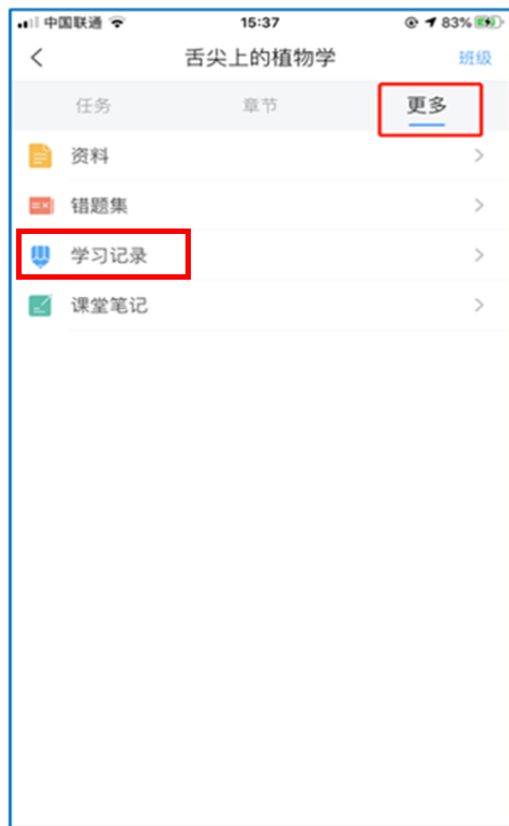 中国联通 15:37 83%
舌尖上的植物学 班级
任务 章节 更多
资料
错题集
学习记录
课堂笔记